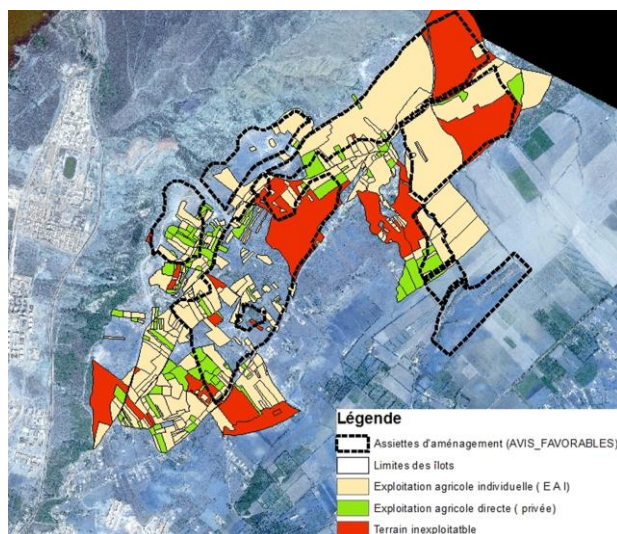 Légende
Assiettes d'aménagement (AVIS_FAVORABLES)
Limites des îlots
Exploitation agricole individuelle ( E A I)
Exploitation agricole directe ( privée)
Terrain inexploitatble